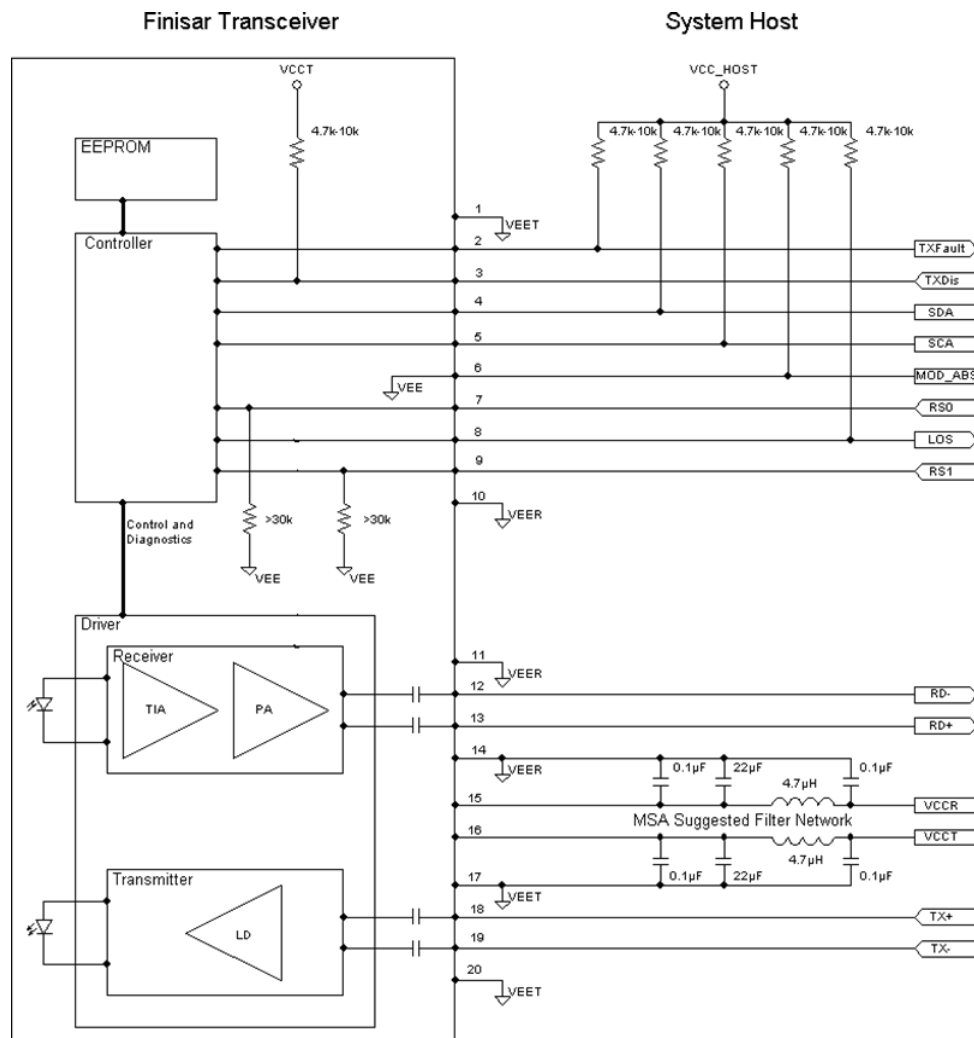 Finisar Transceiver
System Host
VCCT
VCC_HOST
4.7k-10k
4.7k-10k
4.7k-10k
4.7k-10k
4.7k-10k
4.7k-10k
EEPROM
1
VEET
Controller
2
TXFault
3
TXDis
4
SDA
5
SCA
6
VEE
MOD_ABS
7
RS0
8
LOS
9
RS1
10
VEER
>30k
>30k
Control and
Diagnostics
VEE
VEE
Driver
Receiver
TIA
PA
11
VEER
12
RD-
13
RD+
14
VEER
0.1µF
22µF
0.1µF
4.7µH
15
VCCR
MSA Suggested Filter Network
16
VCCT
4.7µH
0.1µF
22µF
0.1µF
17
VEET
Transmitter
LD
18
TX+
19
TX-
20
VEET